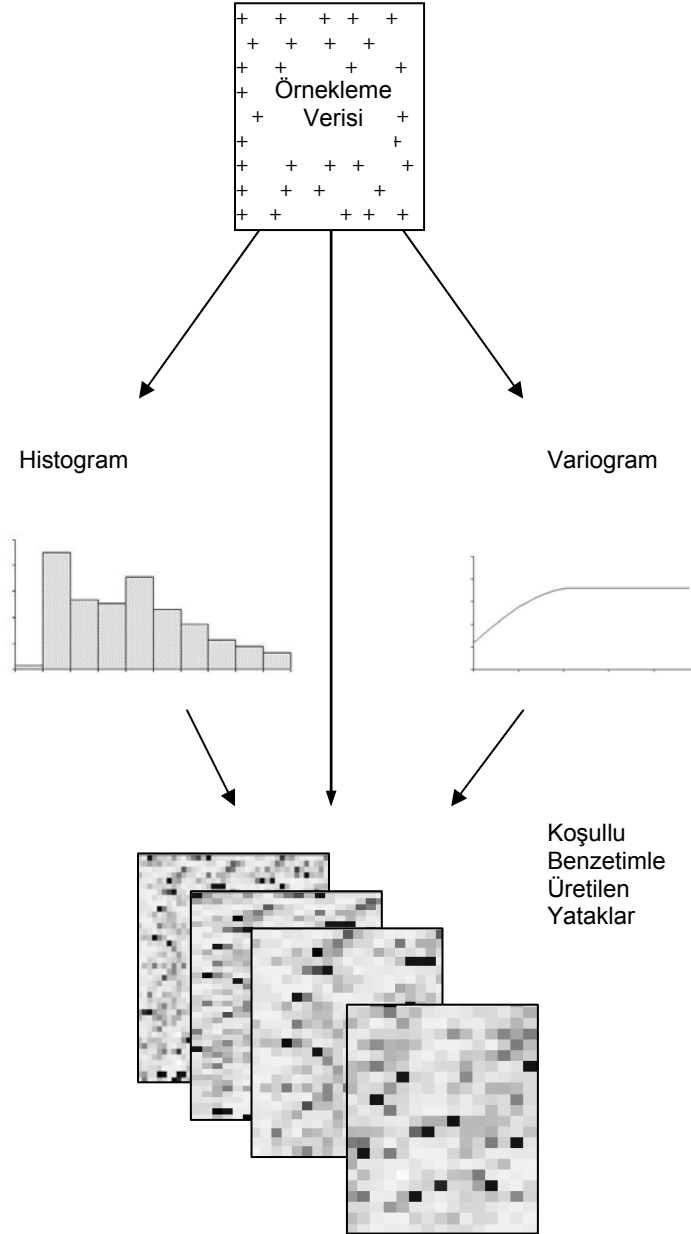 Örnekleme
Verisi
Histogram
Variogram
Koşullu
Benzetimle
Üretilen
Yataklar